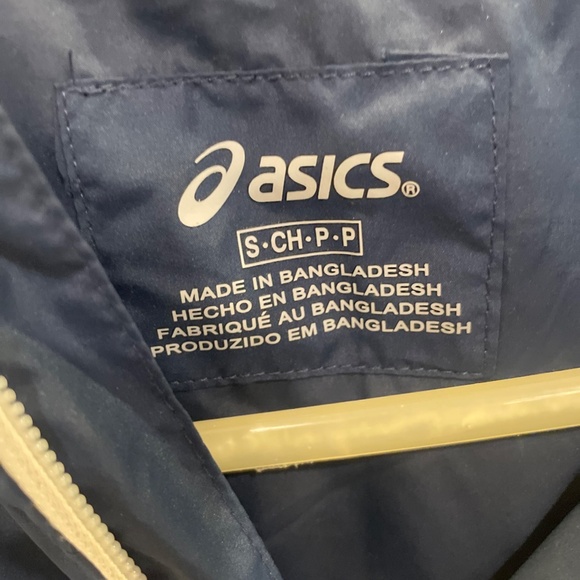 asics®
S·CH·P·P
MADE IN BANGLADESH
HECHO EN BANGLADESH
FABRIQUÉ AU BANGLADESH
PRODUZIDO EM BANGLADESH